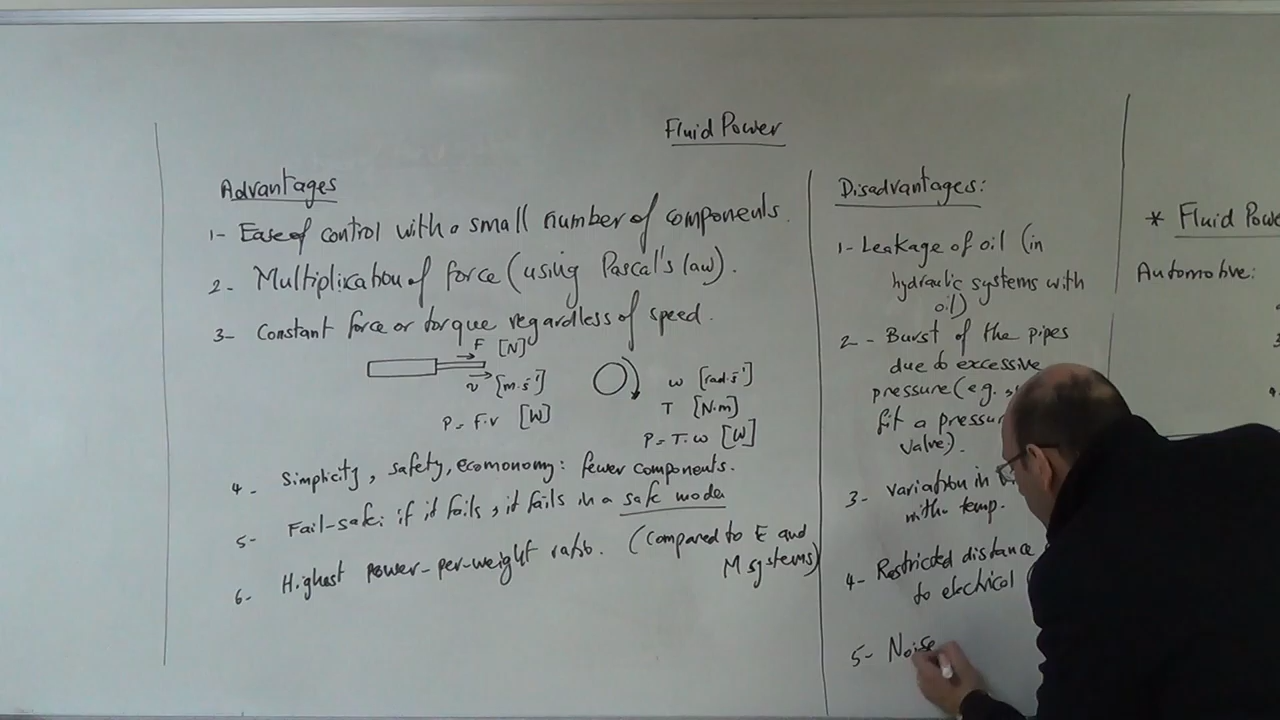 Fluid Power
Advantages
1- Ease of control with a small number of components.
2- Multiplication of force (using Pascal's law).
3- Constant force or torque regardless of speed.
F [N]
v [m.s⁻¹]
P = F.v [W]
ω [rad.s⁻¹]
T [N.m]
P = T.ω [W]
4- Simplicity, safety, ecomonomy: fewer components.
5- Fail-safe: if it fails, it fails in a safe mode
6- Highest power-per-weight ratio. (Compared to E and
M systems)
Disadvantages:
1- Leakage of oil (in
hydraulic systems with
oil)
2- Burst of the pipes
due to excessive
pressure (e.g.
fit a
valve).
3- variation in
with temp.
4- Restricted distance
to electrical
5- Noise
* Fluid
Automotive: